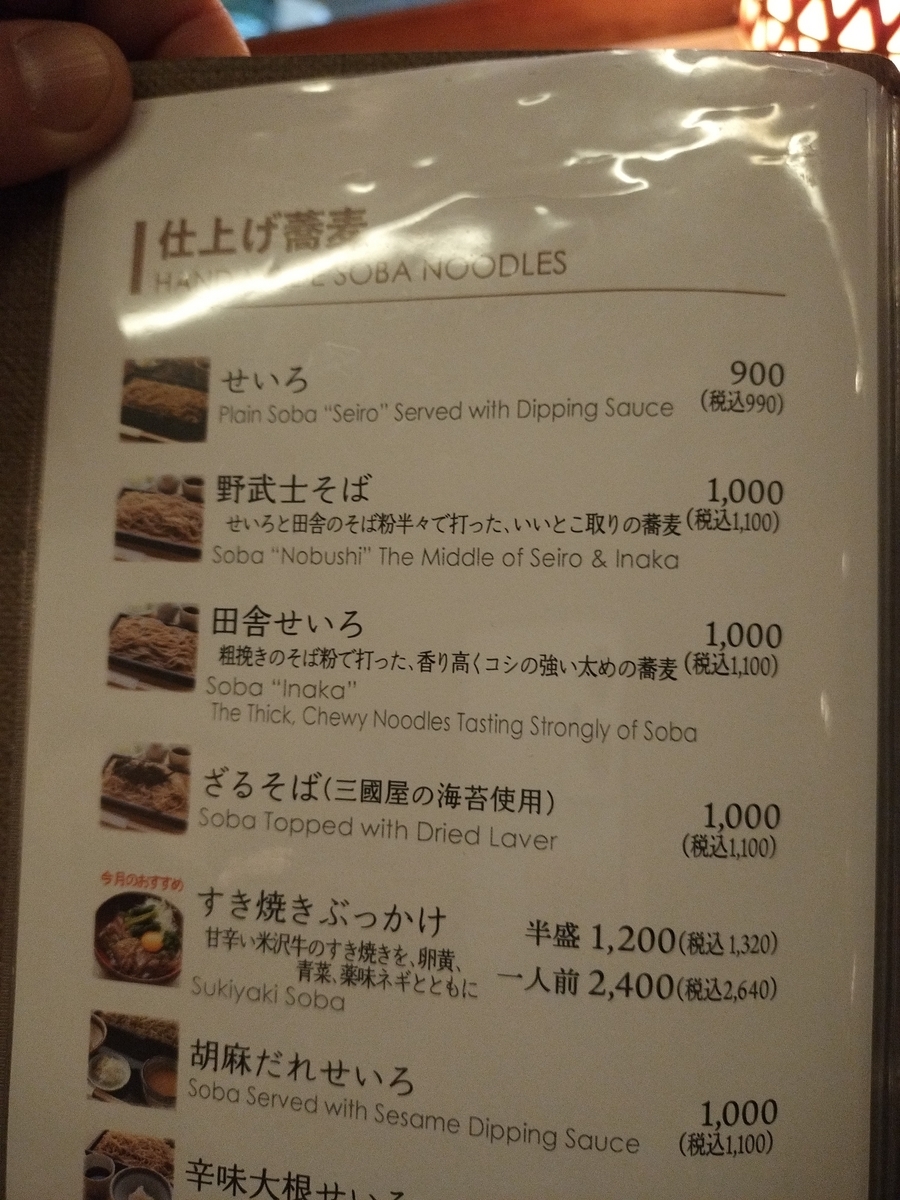 仕上げ蕎麦
HANDMADE SOBA NOODLES
せいろ 900
Plain Soba “Seiro” Served with Dipping Sauce (税込990)
野武士そば 1,000
せいろと田舎のそば粉半々で打った、いいとこ取りの蕎麦 (税込1,100)
Soba “Nobushi” The Middle of Seiro & Inaka
田舎せいろ 1,000
粗挽きのそば粉で打った、香り高くコシの強い太めの蕎麦 (税込1,100)
Soba “Inaka”
The Thick, Chewy Noodles Tasting Strongly of Soba
ざるそば(三國屋の海苔使用) 1,000
Soba Topped with Dried Laver (税込1,100)
今月のおすすめ
すき焼きぶっかけ 半盛 1,200(税込1,320)
甘辛い米沢牛のすき焼きを、卵黄、
青菜、薬味ネギとともに 一人前 2,400(税込2,640)
Sukiyaki Soba
胡麻だれせいろ 1,000
Soba Served with Sesame Dipping Sauce (税込1,100)
辛味大根せいろ